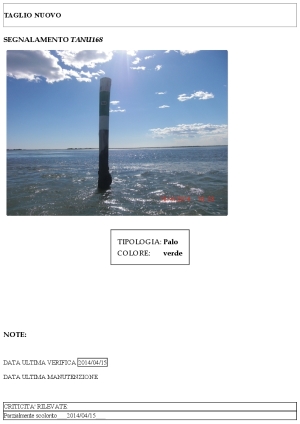 TAGLIO NUOVO
SEGNALAMENTO TANU168
TIPOLOGIA: Palo
COLORE: verde
NOTE:
DATA ULTIMA VERIFICA 2014/04/15
DATA ULTIMA MANUTENZIONE
CRITICITA' RILEVATE
Parzialmente scolorito 2014/04/15